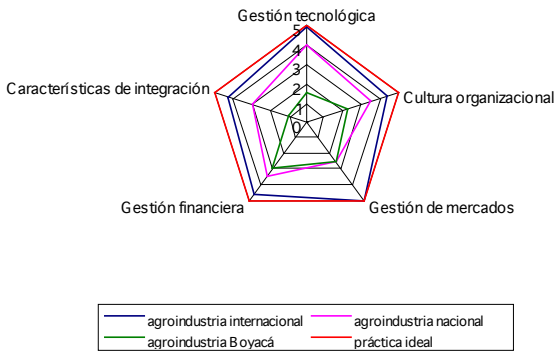 Gestión tecnológica
5
4
3
2
1
0
Características de integración
Cultura organizacional
Gestión financiera
Gestión de mercados
agroindustria internacional
agroindustria nacional
agroindustria Boyacá
práctica ideal